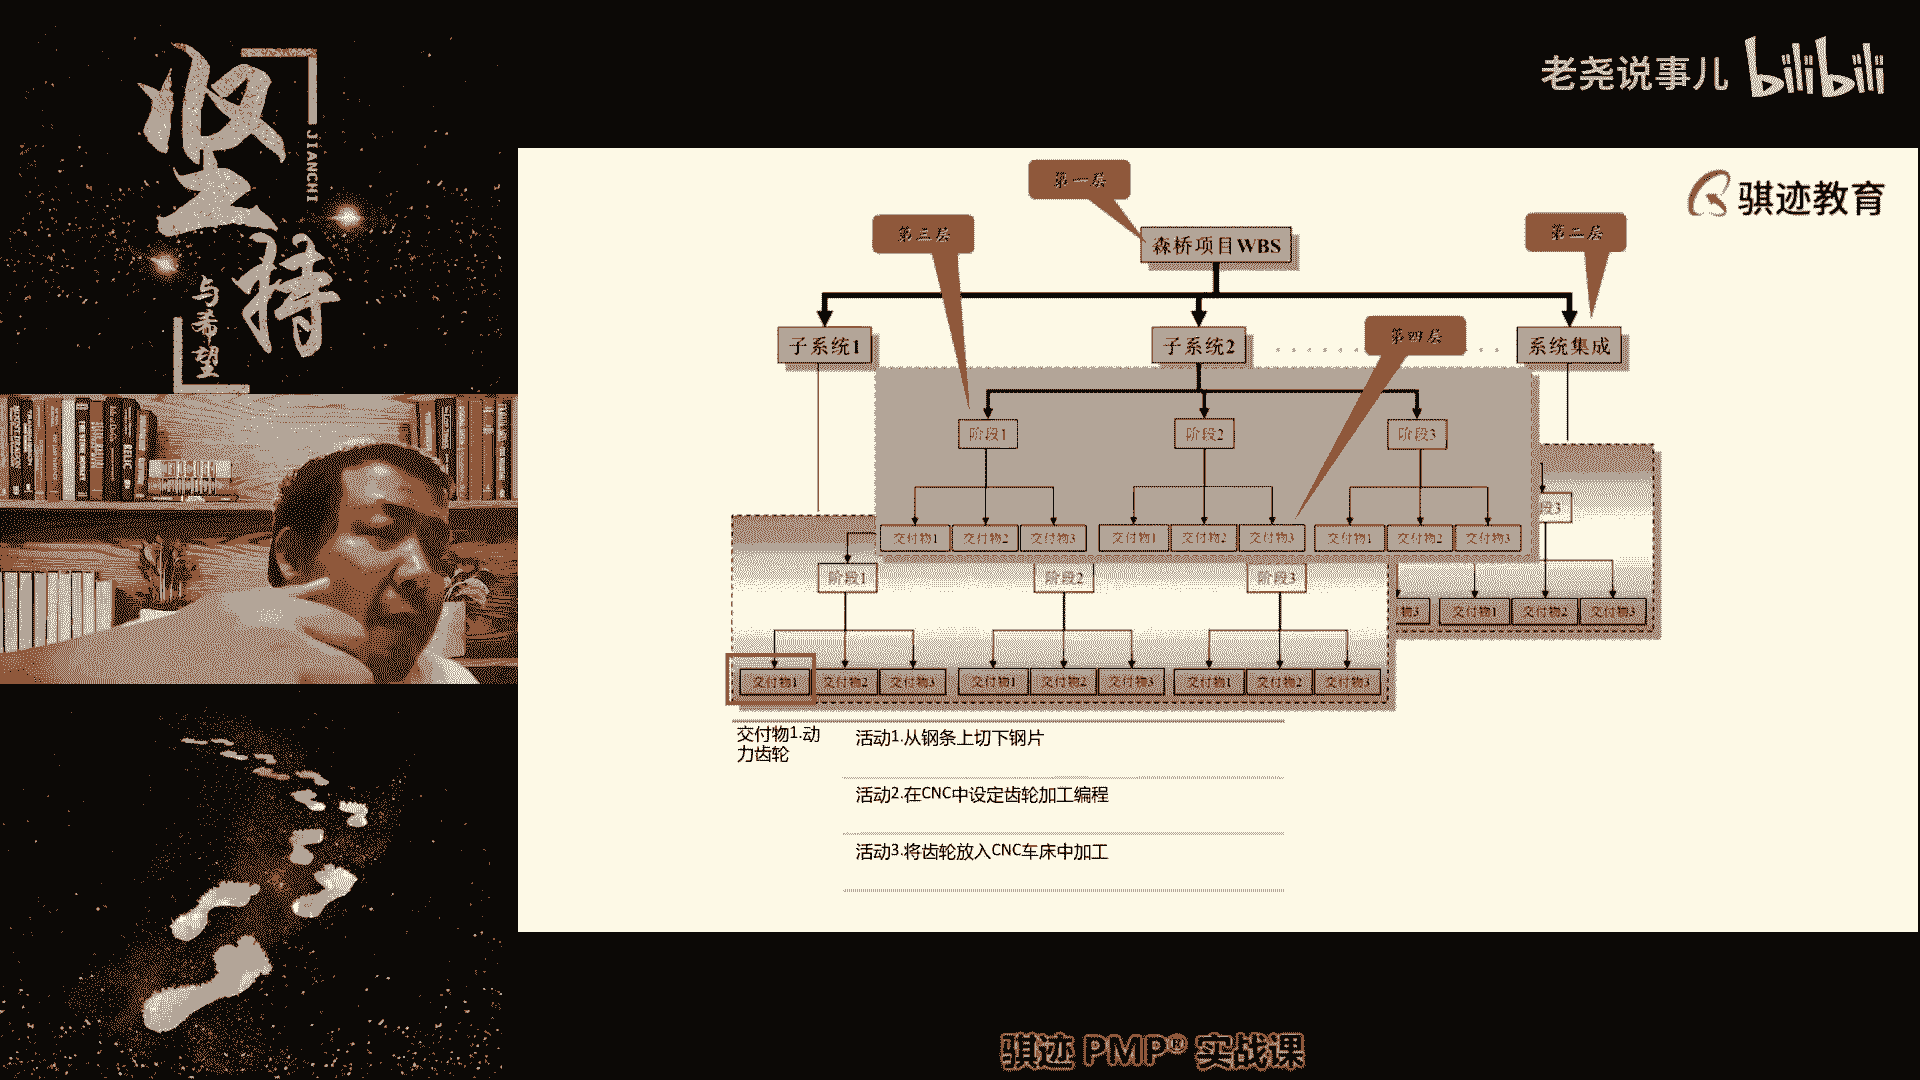 坚持
JIANCHI
与希望
老尧说事儿 bilibili
骐迹教育
第一层
第三层
第二层
森桥项目WBS
子系统1
子系统2
第四层
系统集成
阶段1
阶段2
阶段3
段3
交付物1 交付物2 交付物3 交付物1 交付物2 交付物3 交付物1 交付物2 交付物3
阶段1
阶段2
阶段3
物3 交付物1 交付物2 交付物3
交付物1 交付物2 交付物3 交付物1 交付物2 交付物3 交付物1 交付物2 交付物3
交付物1.动
力齿轮
活动1.从钢条上切下钢片
活动2.在CNC中设定齿轮加工编程
活动3.将齿轮放入CNC车床中加工
骐迹 PMP® 实战课